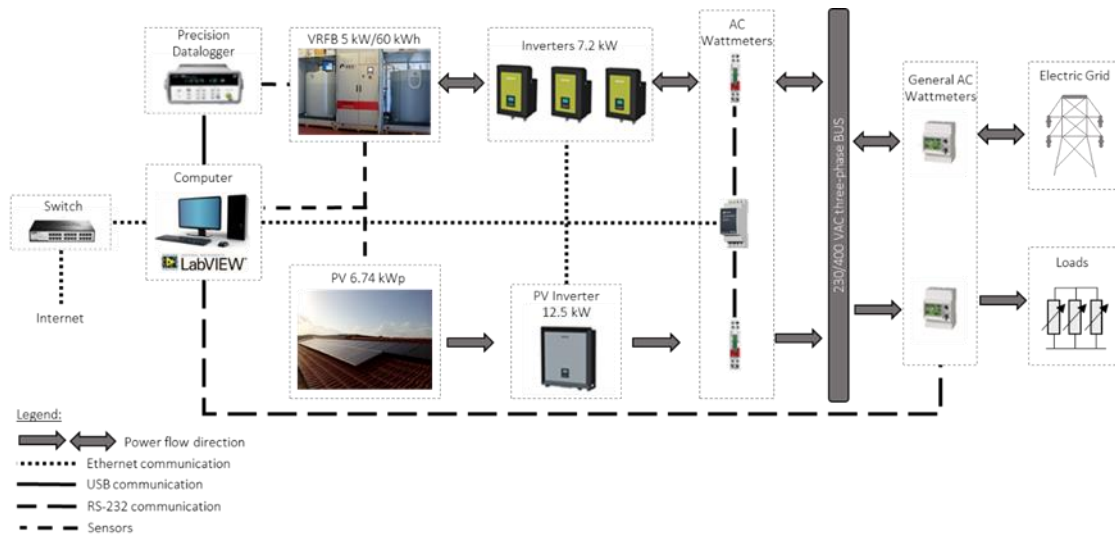 Precision
Datalogger
VRFB 5 kW/60 kWh
Inverters 7.2 kW
AC
Wattmeters
General AC
Wattmeters
Electric Grid
Computer
Switch
LabVIEW™
230/400 VAC three-phase BUS
PV 6.74 kWp
PV Inverter
12.5 kW
Loads
Internet
Legend:
Power flow direction
Ethernet communication
USB communication
RS-232 communication
Sensors